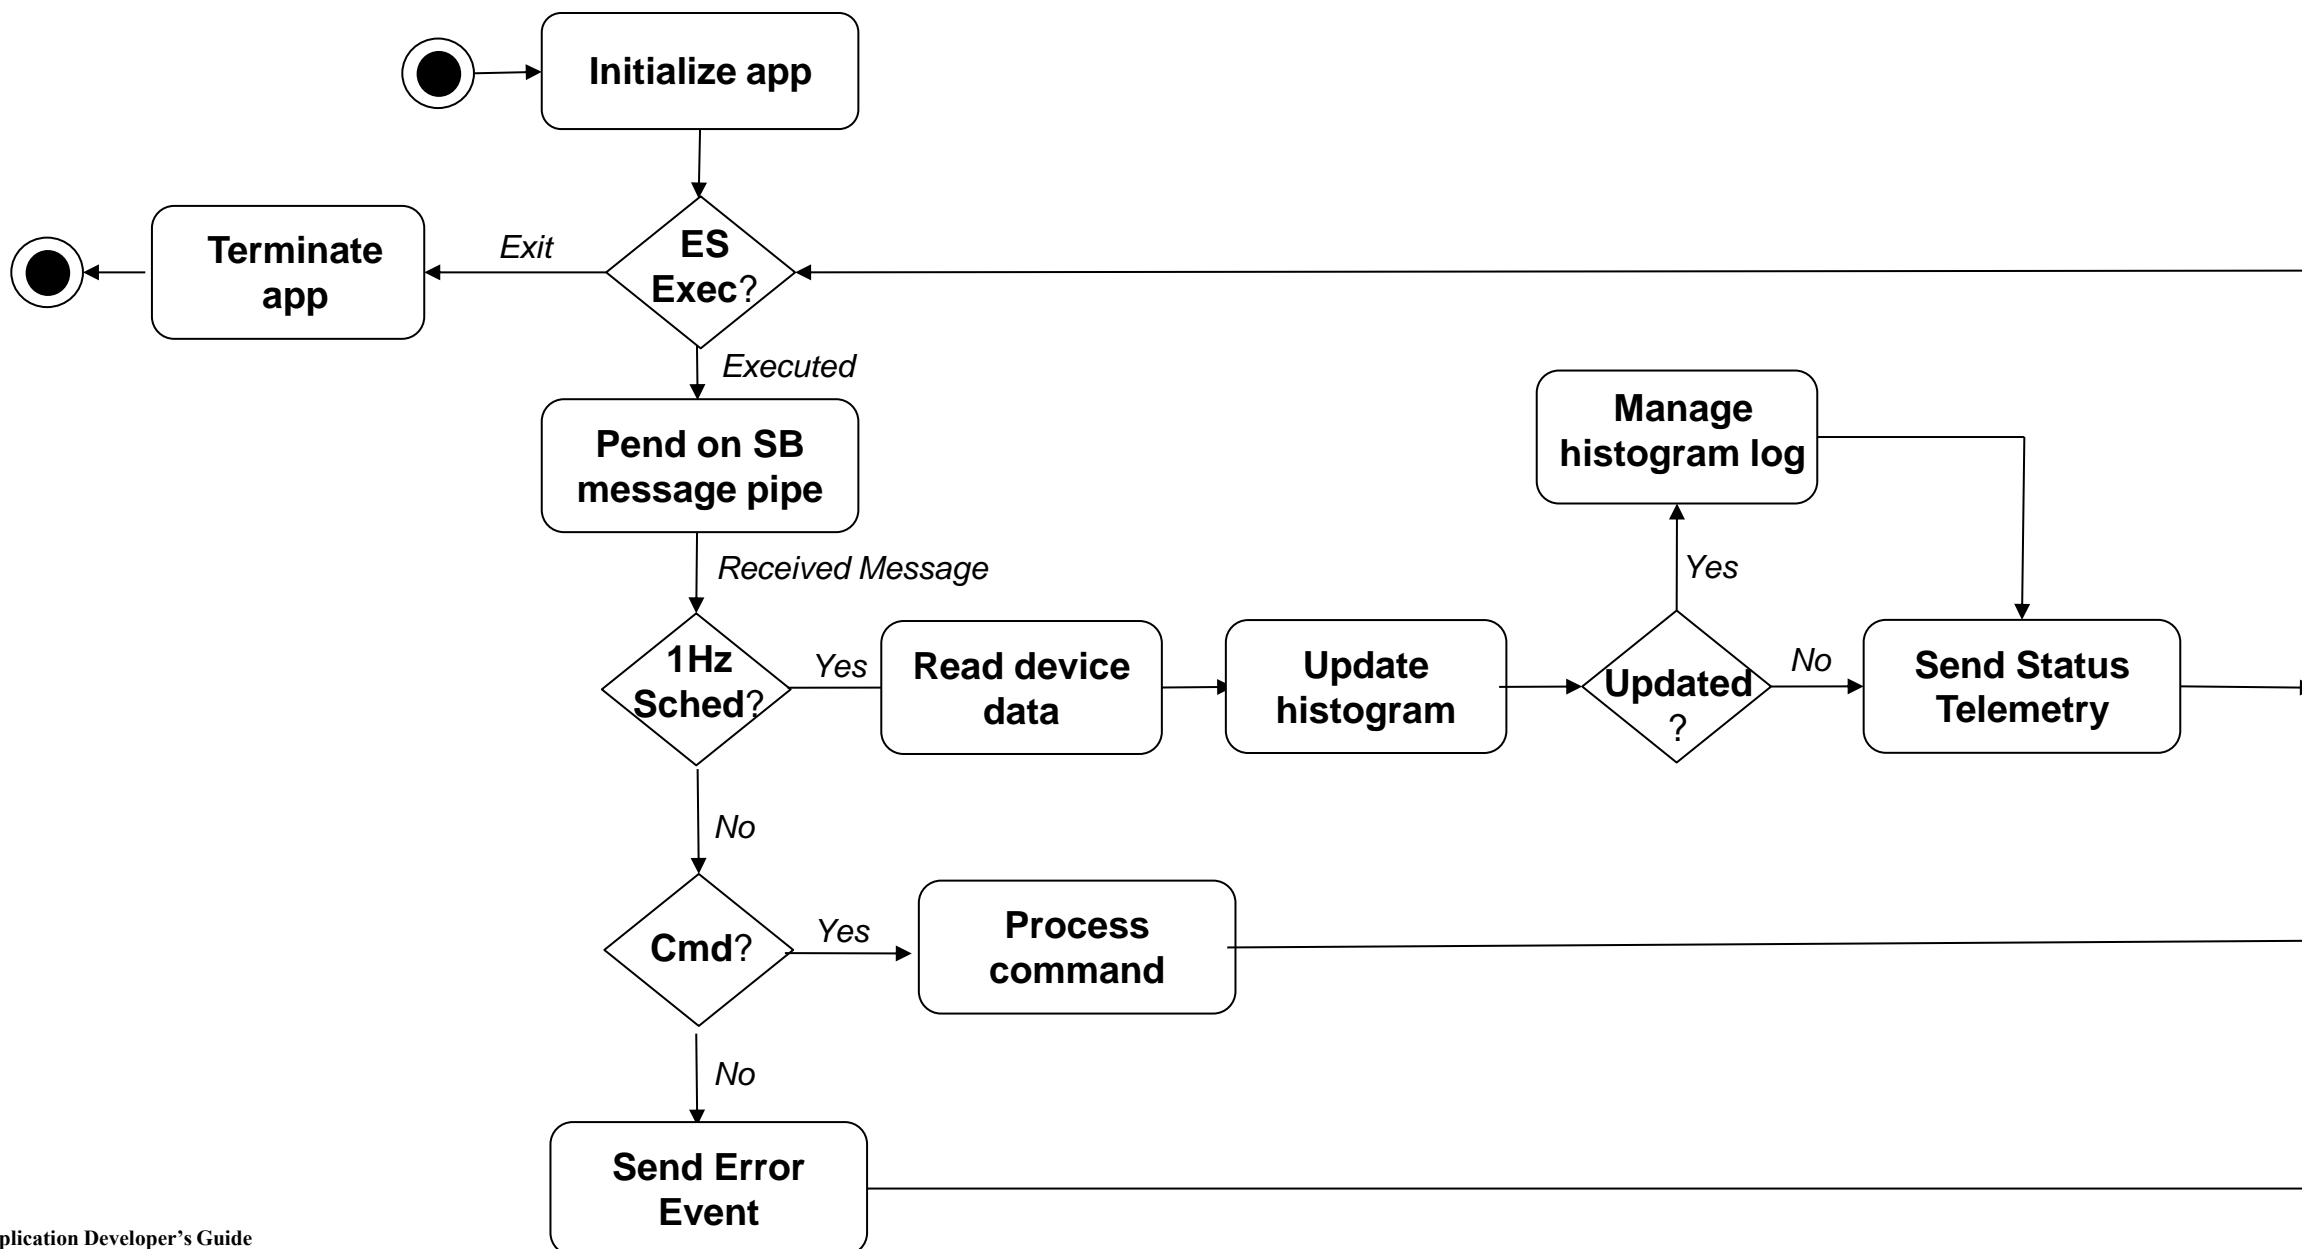 Initialize app
Terminate
app
Exit
ES
Exec?
Executed
Pend on SB
message pipe
Manage
histogram log
Received Message
Yes
1Hz
Sched?
Yes
Read device
data
Update
histogram
Updated
?
No
Send Status
Telemetry
No
Cmd?
Yes
Process
command
No
Send Error
Event
plication Developer’s Guide